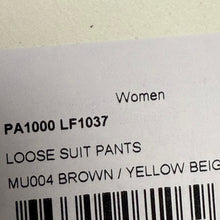 Women
PA1000 LF1037
LOOSE SUIT PANTS
MU004 BROWN / YELLOW BEIG